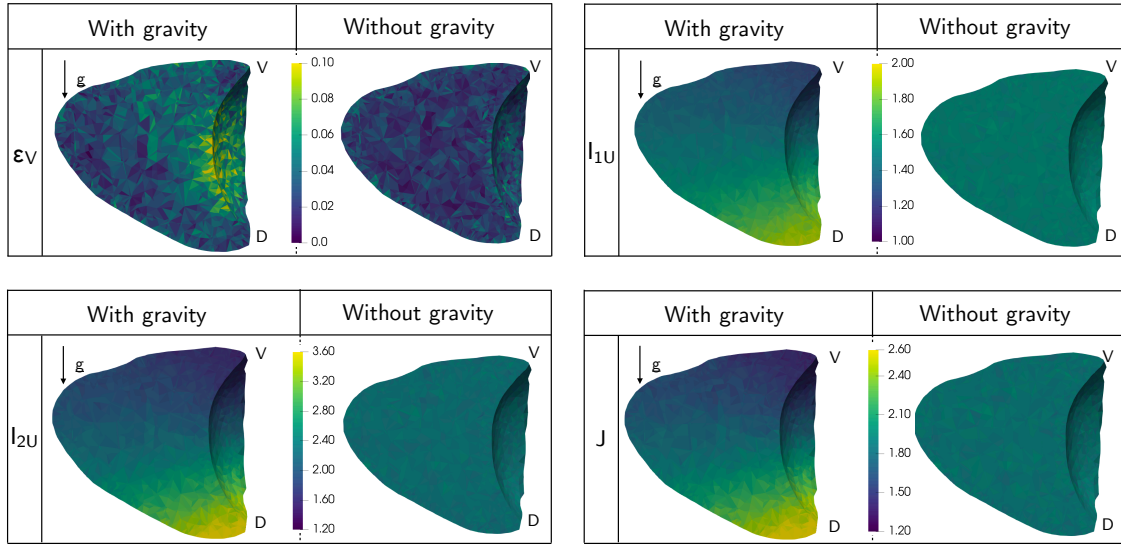 With gravity
Without gravity
g
V
D
εV
0.10
0.08
0.06
0.04
0.02
0.0
V
D
With gravity
Without gravity
g
V
D
I1U
2.00
1.80
1.60
1.40
1.20
1.00
V
D
With gravity
Without gravity
g
V
D
I2U
3.60
3.20
2.80
2.40
2.00
1.60
1.20
V
D
With gravity
Without gravity
g
V
D
J
2.60
2.40
2.10
1.80
1.50
1.20
V
D